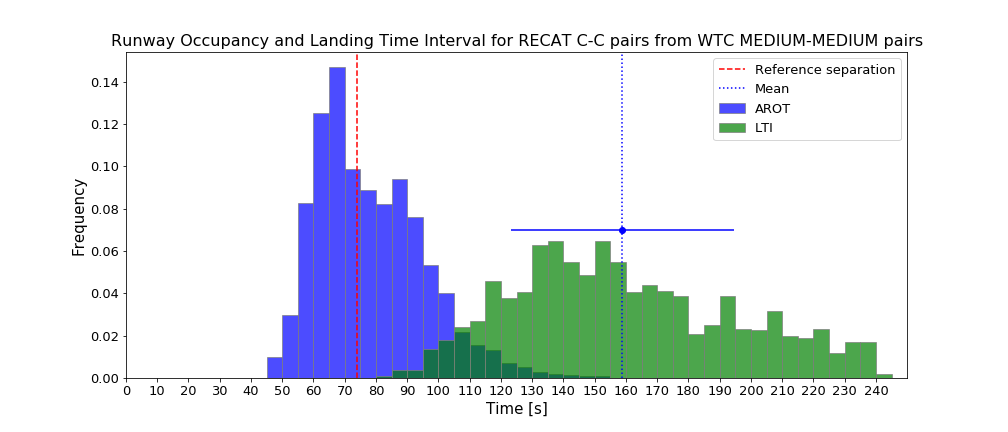 Runway Occupancy and Landing Time Interval for RECAT C-C pairs from WTC MEDIUM-MEDIUM pairs
Reference separation
Mean
AROT
LTI
Frequency
0.14
0.12
0.10
0.08
0.06
0.04
0.02
0.00
0 10 20 30 40 50 60 70 80 90 100 110 120 130 140 150 160 170 180 190 200 210 220 230 240
Time [s]